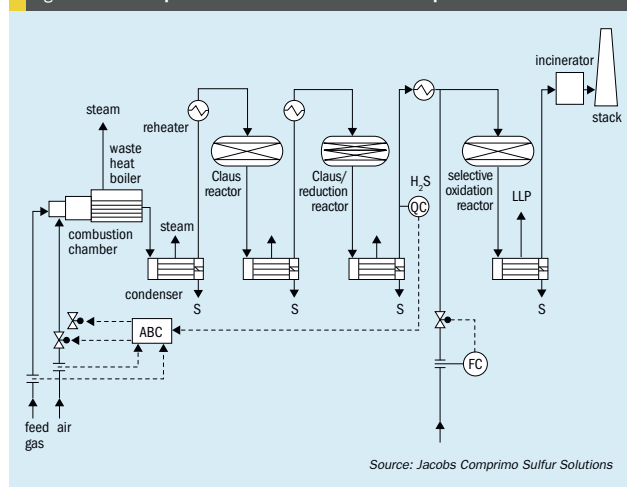 incinerator
stack
steam
reheater
waste
heat
boiler
Claus
reactor
Claus/
reduction
reactor
H2S
QC
selective
oxidation
reactor
LLP
combustion
chamber
steam
condenser
S
S
S
S
ABC
FC
feed
gas
air
Source: Jacobs Comprimo Sulfur Solutions